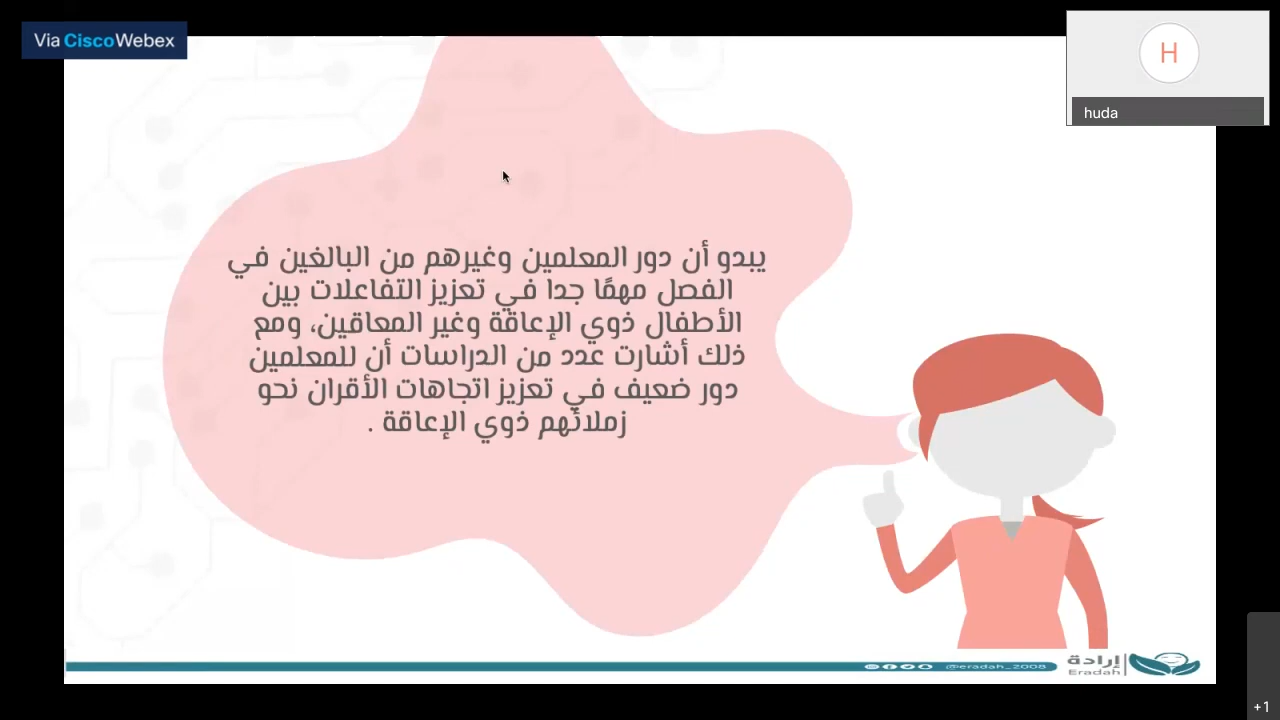 Via Cisco Webex
H
huda
يبدو أن دور المعلمين وغيرهم من البالغين في
الفصل مهمًا جدا في تعزيز التفاعلات بين
الأطفال ذوي الإعاقة وغير المعاقين، ومع
ذلك أشارت عدد من الدراسات أن للمعلمين
دور ضعيف في تعزيز اتجاهات الأقران نحو
زملائهم ذوي الإعاقة .
@eradah_2008
إرادة
Eradah
+1